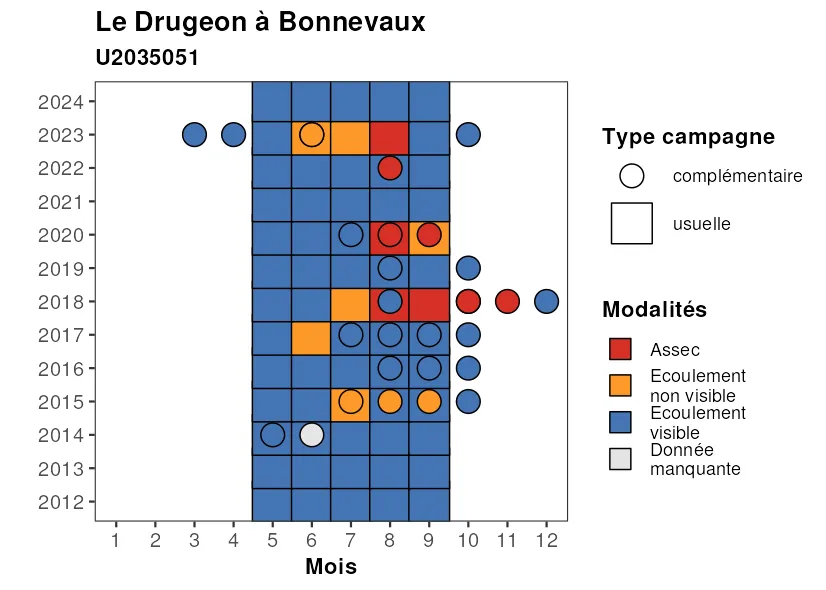 Le Drugeon à Bonnevaux
U2035051
2024
2023
2022
2021
2020
2019
2018
2017
2016
2015
2014
2013
2012
1 2 3 4 5 6 7 8 9 10 11 12
Mois
Type campagne
complémentaire
usuelle
Modalités
Assec
Ecoulement
non visible
Ecoulement
visible
Donnée
manquante